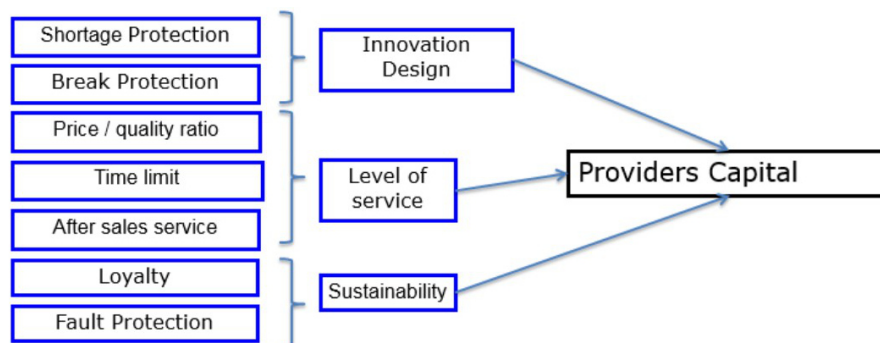 Shortage Protection
Break Protection
Price / quality ratio
Time limit
After sales service
Loyalty
Fault Protection
Innovation
Design
Level of
service
Sustainability
Providers Capital